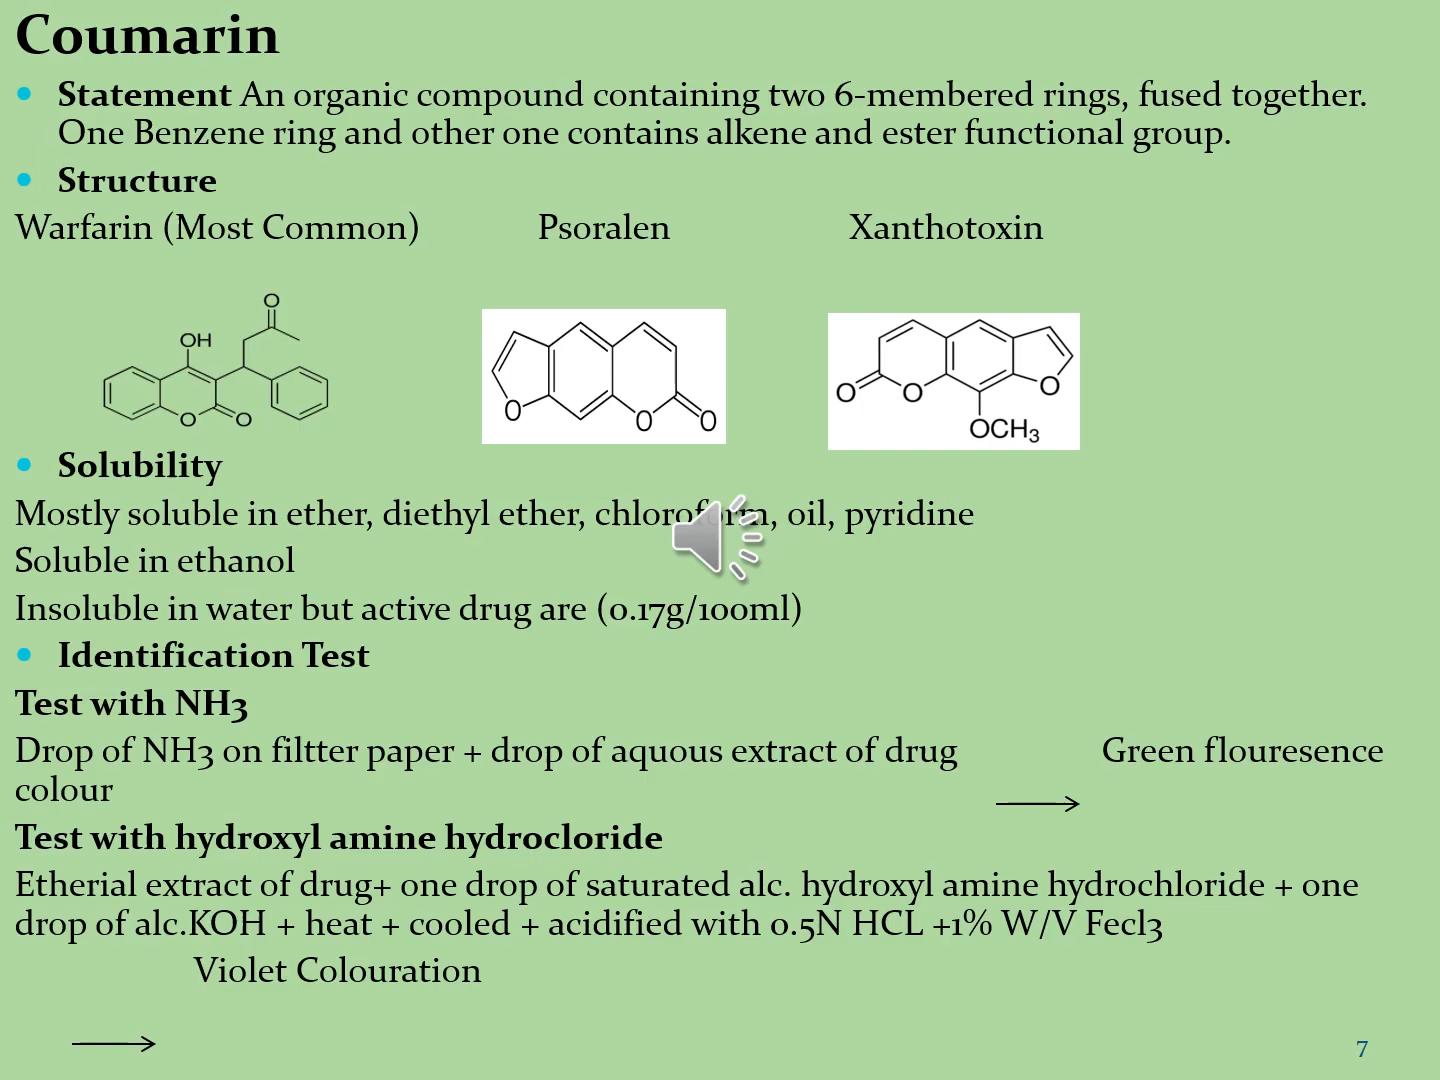 Coumarin
Statement An organic compound containing two 6-membered rings, fused together.
One Benzene ring and other one contains alkene and ester functional group.
Structure
Warfarin (Most Common) Psoralen Xanthotoxin
O
OH
O
O
O
O
O
O
O
O
OCH3
Solubility
Mostly soluble in ether, diethyl ether, chloroform, oil, pyridine
Soluble in ethanol
Insoluble in water but active drug are (0.17g/100ml)
Identification Test
Test with NH3
Drop of NH3 on filtter paper + drop of aquous extract of drug Green flouresence
colour
Test with hydroxyl amine hydrocloride
Etherial extract of drug+ one drop of saturated alc. hydroxyl amine hydrochloride + one
drop of alc.KOH + heat + cooled + acidified with 0.5N HCL +1% W/V Fecl3
Violet Colouration
7